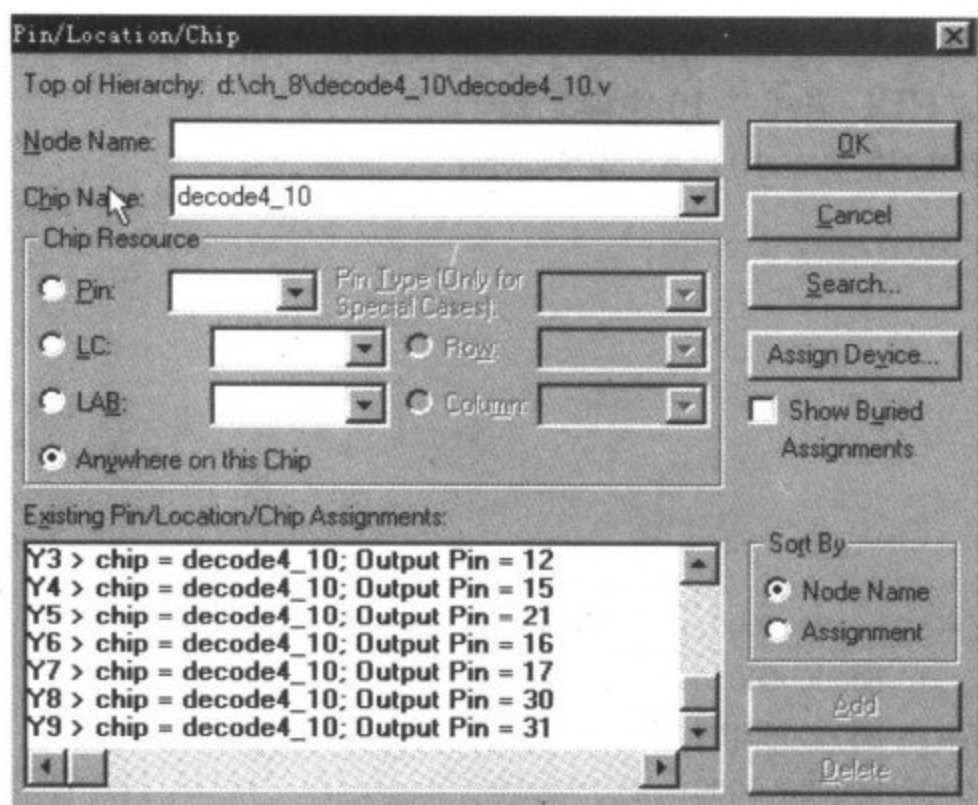 Pin/Location/Chip
Top of Hierarchy: d:\ch_8\decode4_10\decode4_10.v
Node Name:
OK
Chip Name: decode4_10
Cancel
Chip Resource
Pin:
Pin Type (Only for
Special Cases):
Search...
LC:
Row:
Assign Device...
LAB:
Column:
Show Buried
Assignments
Anywhere on this Chip
Existing Pin/Location/Chip Assignments:
Y3 > chip = decode4_10; Output Pin = 12
Y4 > chip = decode4_10; Output Pin = 15
Y5 > chip = decode4_10; Output Pin = 21
Y6 > chip = decode4_10; Output Pin = 16
Y7 > chip = decode4_10; Output Pin = 17
Y8 > chip = decode4_10; Output Pin = 30
Y9 > chip = decode4_10; Output Pin = 31
Sort By
Node Name
Assignment
Add
Delete